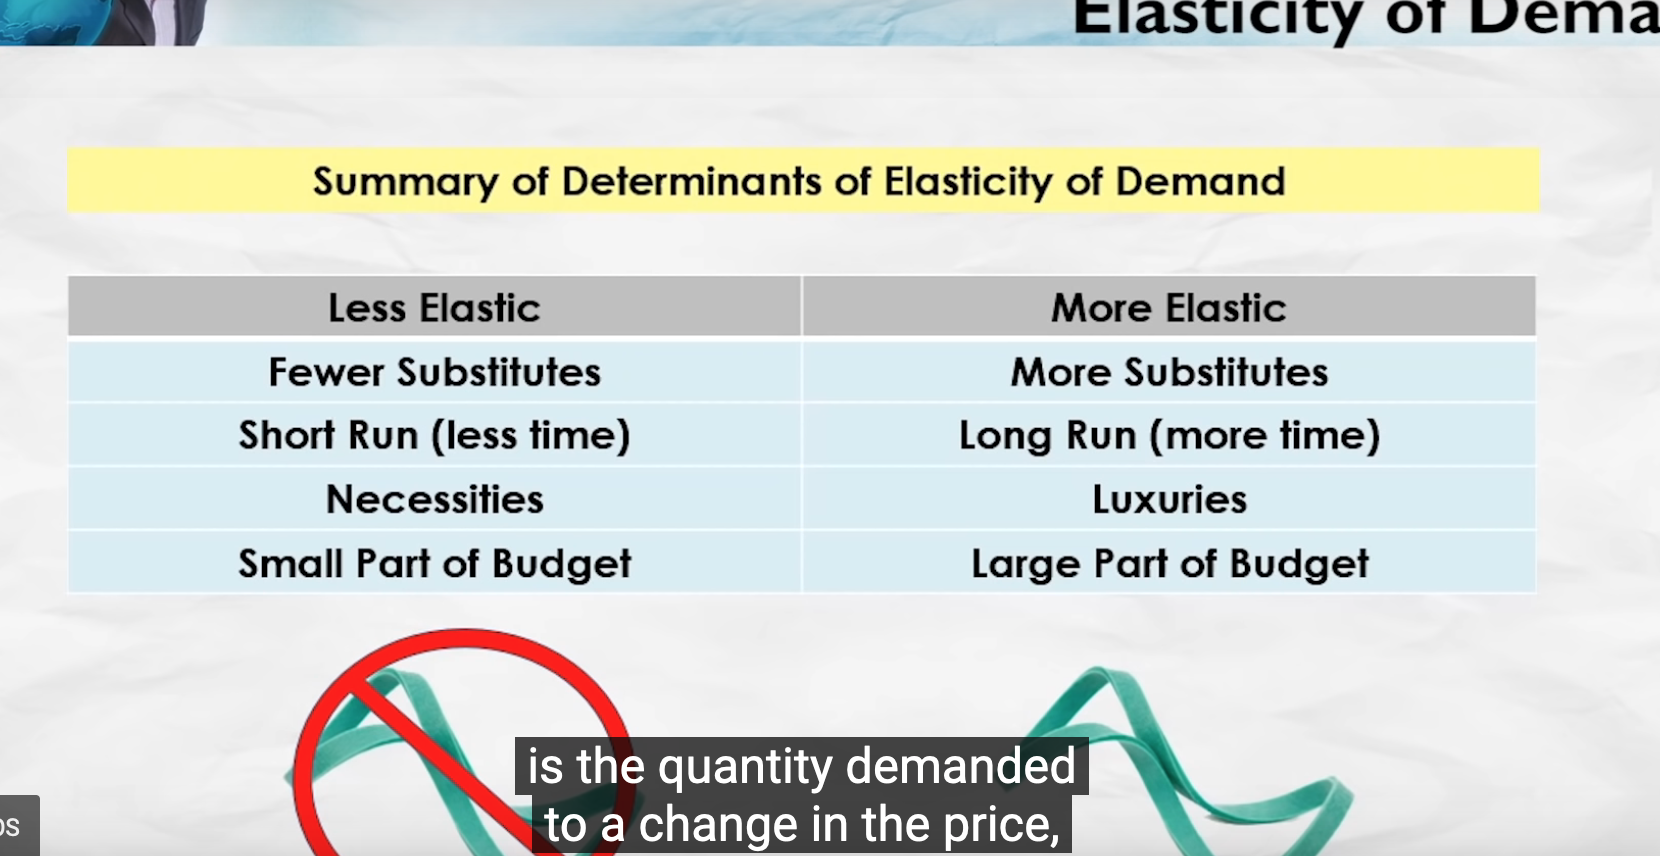 Elasticity of Dema
Summary of Determinants of Elasticity of Demand
Less Elastic
More Elastic
Fewer Substitutes
More Substitutes
Short Run (less time)
Long Run (more time)
Necessities
Luxuries
Small Part of Budget
Large Part of Budget
is the quantity demanded
to a change in the price,